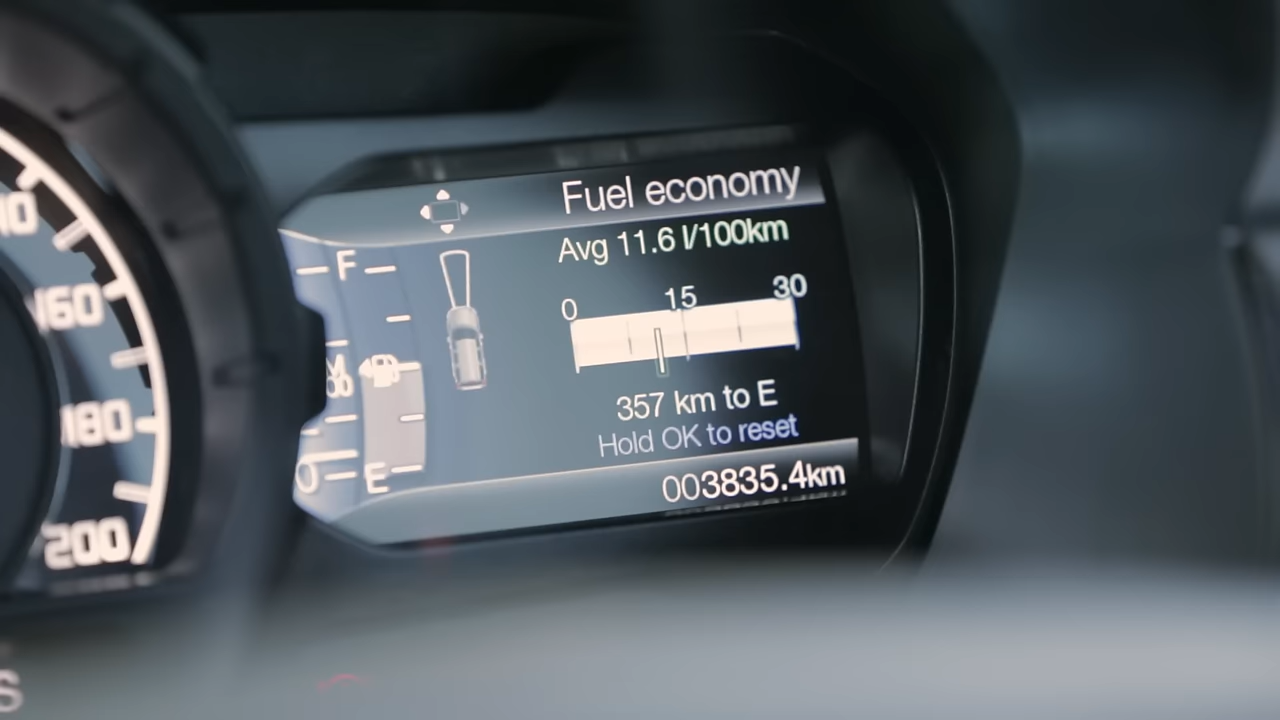 Fuel economy
Avg 11.6 l/100km
F
0 15 30
160
357 km to E
180
Hold OK to reset
E
003835.4km
200
S